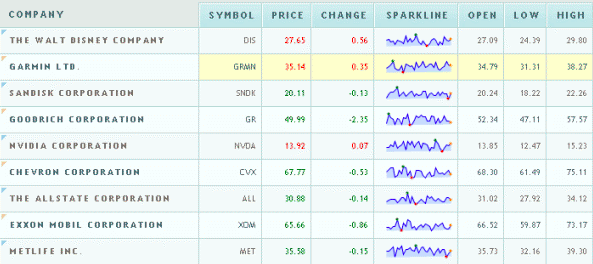 COMPANY SYMBOL PRICE CHANGE SPARKLINE OPEN LOW HIGH
THE WALT DISNEY COMPANY DIS 27.65 0.56 27.09 24.39 29.80
GARMIN LTD. GRMN 35.14 0.35 34.79 31.31 38.27
SANDISK CORPORATION SNDK 20.11 -0.13 20.24 18.22 22.26
GOODRICH CORPORATION GR 49.99 -2.35 52.34 47.11 57.57
NVIDIA CORPORATION NVDA 13.92 0.07 13.85 12.47 15.23
CHEVRON CORPORATION CVX 67.77 -0.53 68.30 61.49 75.11
THE ALLSTATE CORPORATION ALL 30.88 -0.14 31.02 27.92 34.12
EXXON MOBIL CORPORATION XOM 65.66 -0.86 66.52 59.87 73.17
METLIFE INC. MET 35.58 -0.15 35.73 32.16 39.30